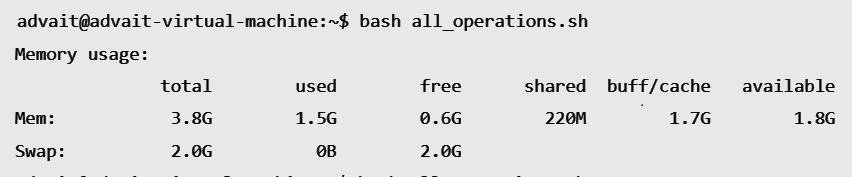 advait@advait-virtual-machine:~$ bash all_operations.sh
Memory usage:
total used free shared buff/cache available
Mem: 3.8G 1.5G 0.6G 220M 1.7G 1.8G
Swap: 2.0G 0B 2.0G